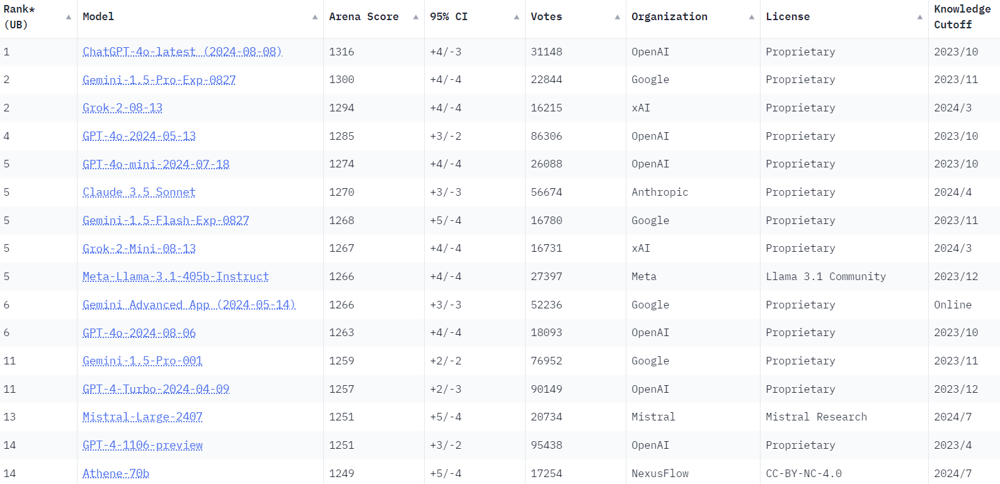 Rank* (UB) Model Arena Score 95% CI Votes Organization License Knowledge Cutoff
1 ChatGPT-4o-latest (2024-08-08) 1316 +4/-3 31148 OpenAI Proprietary 2023/10
2 Gemini-1.5-Pro-Exp-0827 1300 +4/-4 22844 Google Proprietary 2023/11
2 Grok-2-08-13 1294 +4/-4 16215 xAI Proprietary 2024/3
4 GPT-4o-2024-05-13 1285 +3/-2 86306 OpenAI Proprietary 2023/10
5 GPT-4o-mini-2024-07-18 1274 +4/-4 26088 OpenAI Proprietary 2023/10
5 Claude 3.5 Sonnet 1270 +3/-3 56674 Anthropic Proprietary 2024/4
5 Gemini-1.5-Flash-Exp-0827 1268 +5/-4 16780 Google Proprietary 2023/11
5 Grok-2-Mini-08-13 1267 +4/-4 16731 xAI Proprietary 2024/3
5 Meta-Llama-3.1-405b-Instruct 1266 +4/-4 27397 Meta Llama 3.1 Community 2023/12
6 Gemini Advanced App (2024-05-14) 1266 +3/-3 52236 Google Proprietary Online
6 GPT-4o-2024-08-06 1263 +4/-4 18093 OpenAI Proprietary 2023/10
11 Gemini-1.5-Pro-001 1259 +2/-2 76952 Google Proprietary 2023/11
11 GPT-4-Turbo-2024-04-09 1257 +2/-3 90149 OpenAI Proprietary 2023/12
13 Mistral-Large-2407 1251 +5/-4 20734 Mistral Mistral Research 2024/7
14 GPT-4-1106-preview 1251 +3/-2 95438 OpenAI Proprietary 2023/4
14 Athene-70b 1249 +5/-4 17254 NexusFlow CC-BY-NC-4.0 2024/7